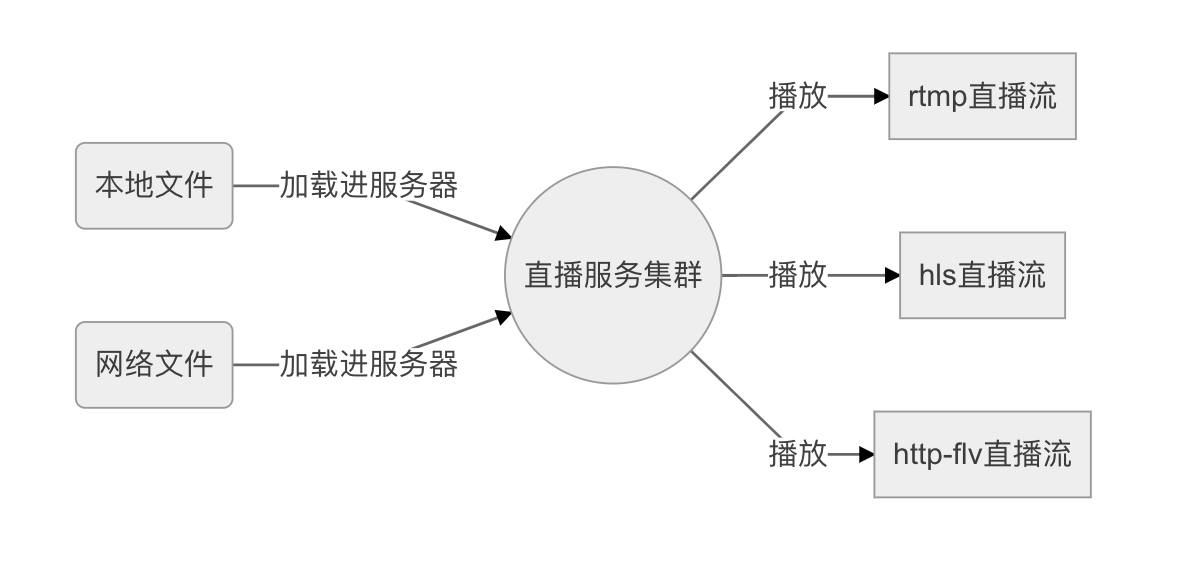 本地文件
加载进服务器
网络文件
加载进服务器
直播服务集群
播放
rtmp直播流
播放
hls直播流
播放
http-flv直播流